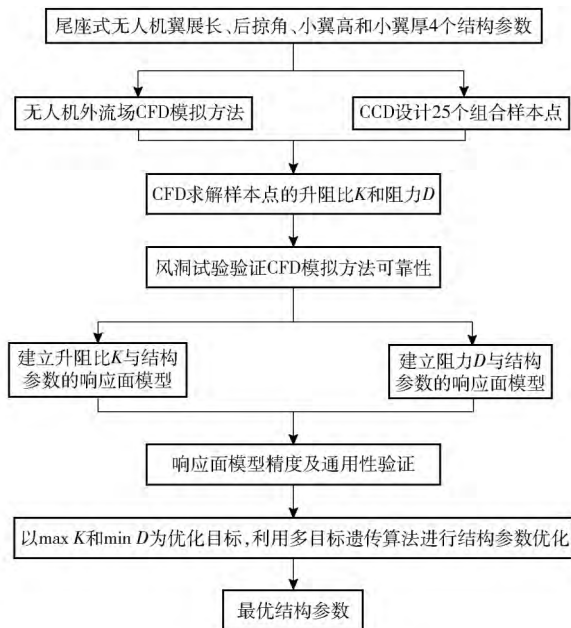 尾座式无人机翼展长、后掠角、小翼高和小翼厚4个结构参数
无人机外流场CFD模拟方法
CCD设计25个组合样本点
CFD求解样本点的升阻比K和阻力D
风洞试验验证CFD模拟方法可靠性
建立升阻比K与结构
参数的响应面模型
建立阻力D与结构
参数的响应面模型
响应面模型精度及通用性验证
以max K和min D为优化目标,利用多目标遗传算法进行结构参数优化
最优结构参数